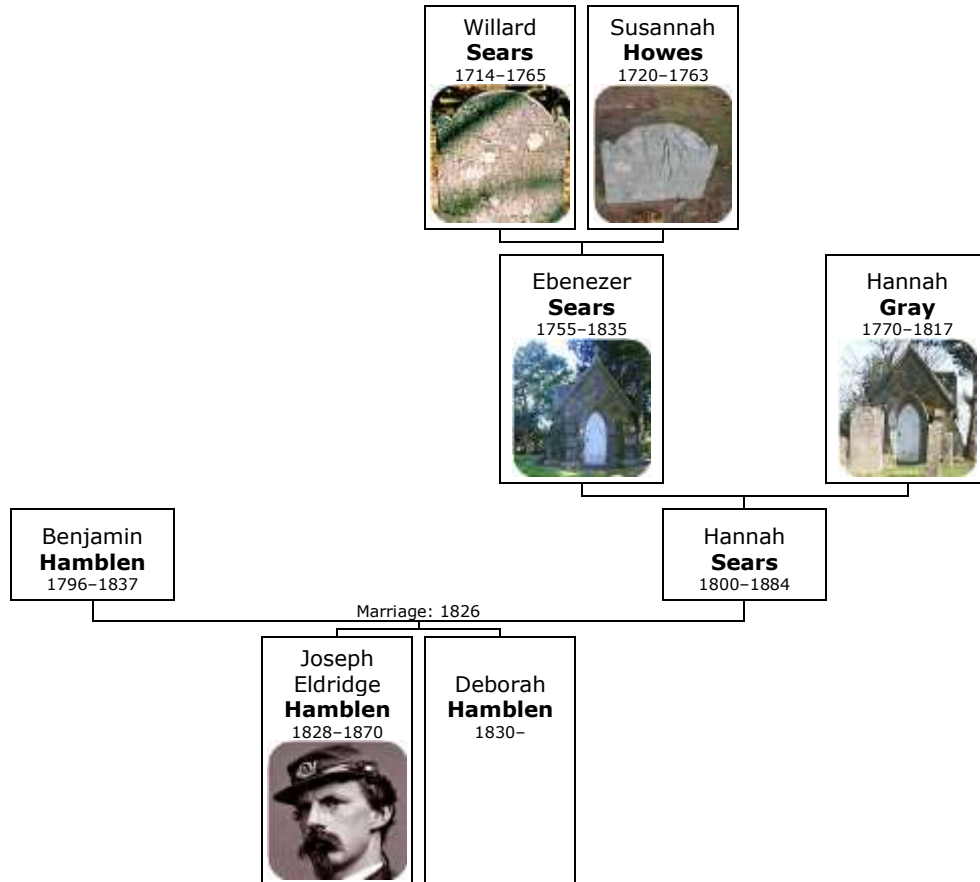 Willard
Sears
1714–1765
Susannah
Howes
1720–1763
Ebenezer
Sears
1755–1835
Hannah
Gray
1770–1817
Benjamin
Hamblen
1796–1837
Hannah
Sears
1800–1884
Marriage: 1826
Joseph
Eldridge
Hamblen
1828–1870
Deborah
Hamblen
1830–